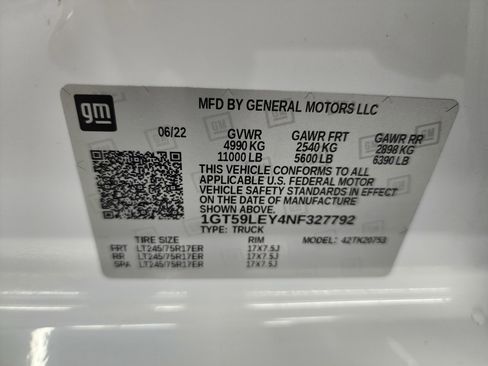 gm
MFD BY GENERAL MOTORS LLC
06/22 GVWR GAWR FRT GAWR RR
4990 KG 2540 KG 2898 KG
11000 LB 5600 LB 6390 LB
THIS VEHICLE CONFORMS TO ALL
APPLICABLE U.S. FEDERAL MOTOR
VEHICLE SAFETY STANDARDS IN EFFECT
ON THE DATE OF MANUFACTURE
SHOWN ABOVE.
1GT59LEY4NF327792
TYPE: TRUCK
TIRE SIZE RIM MODEL: 42TK20753
FRT LT245/75R17ER 17X7.5J
RR LT245/75R17ER 17X7.5J
SPA LT245/75R17ER 17X7.5J